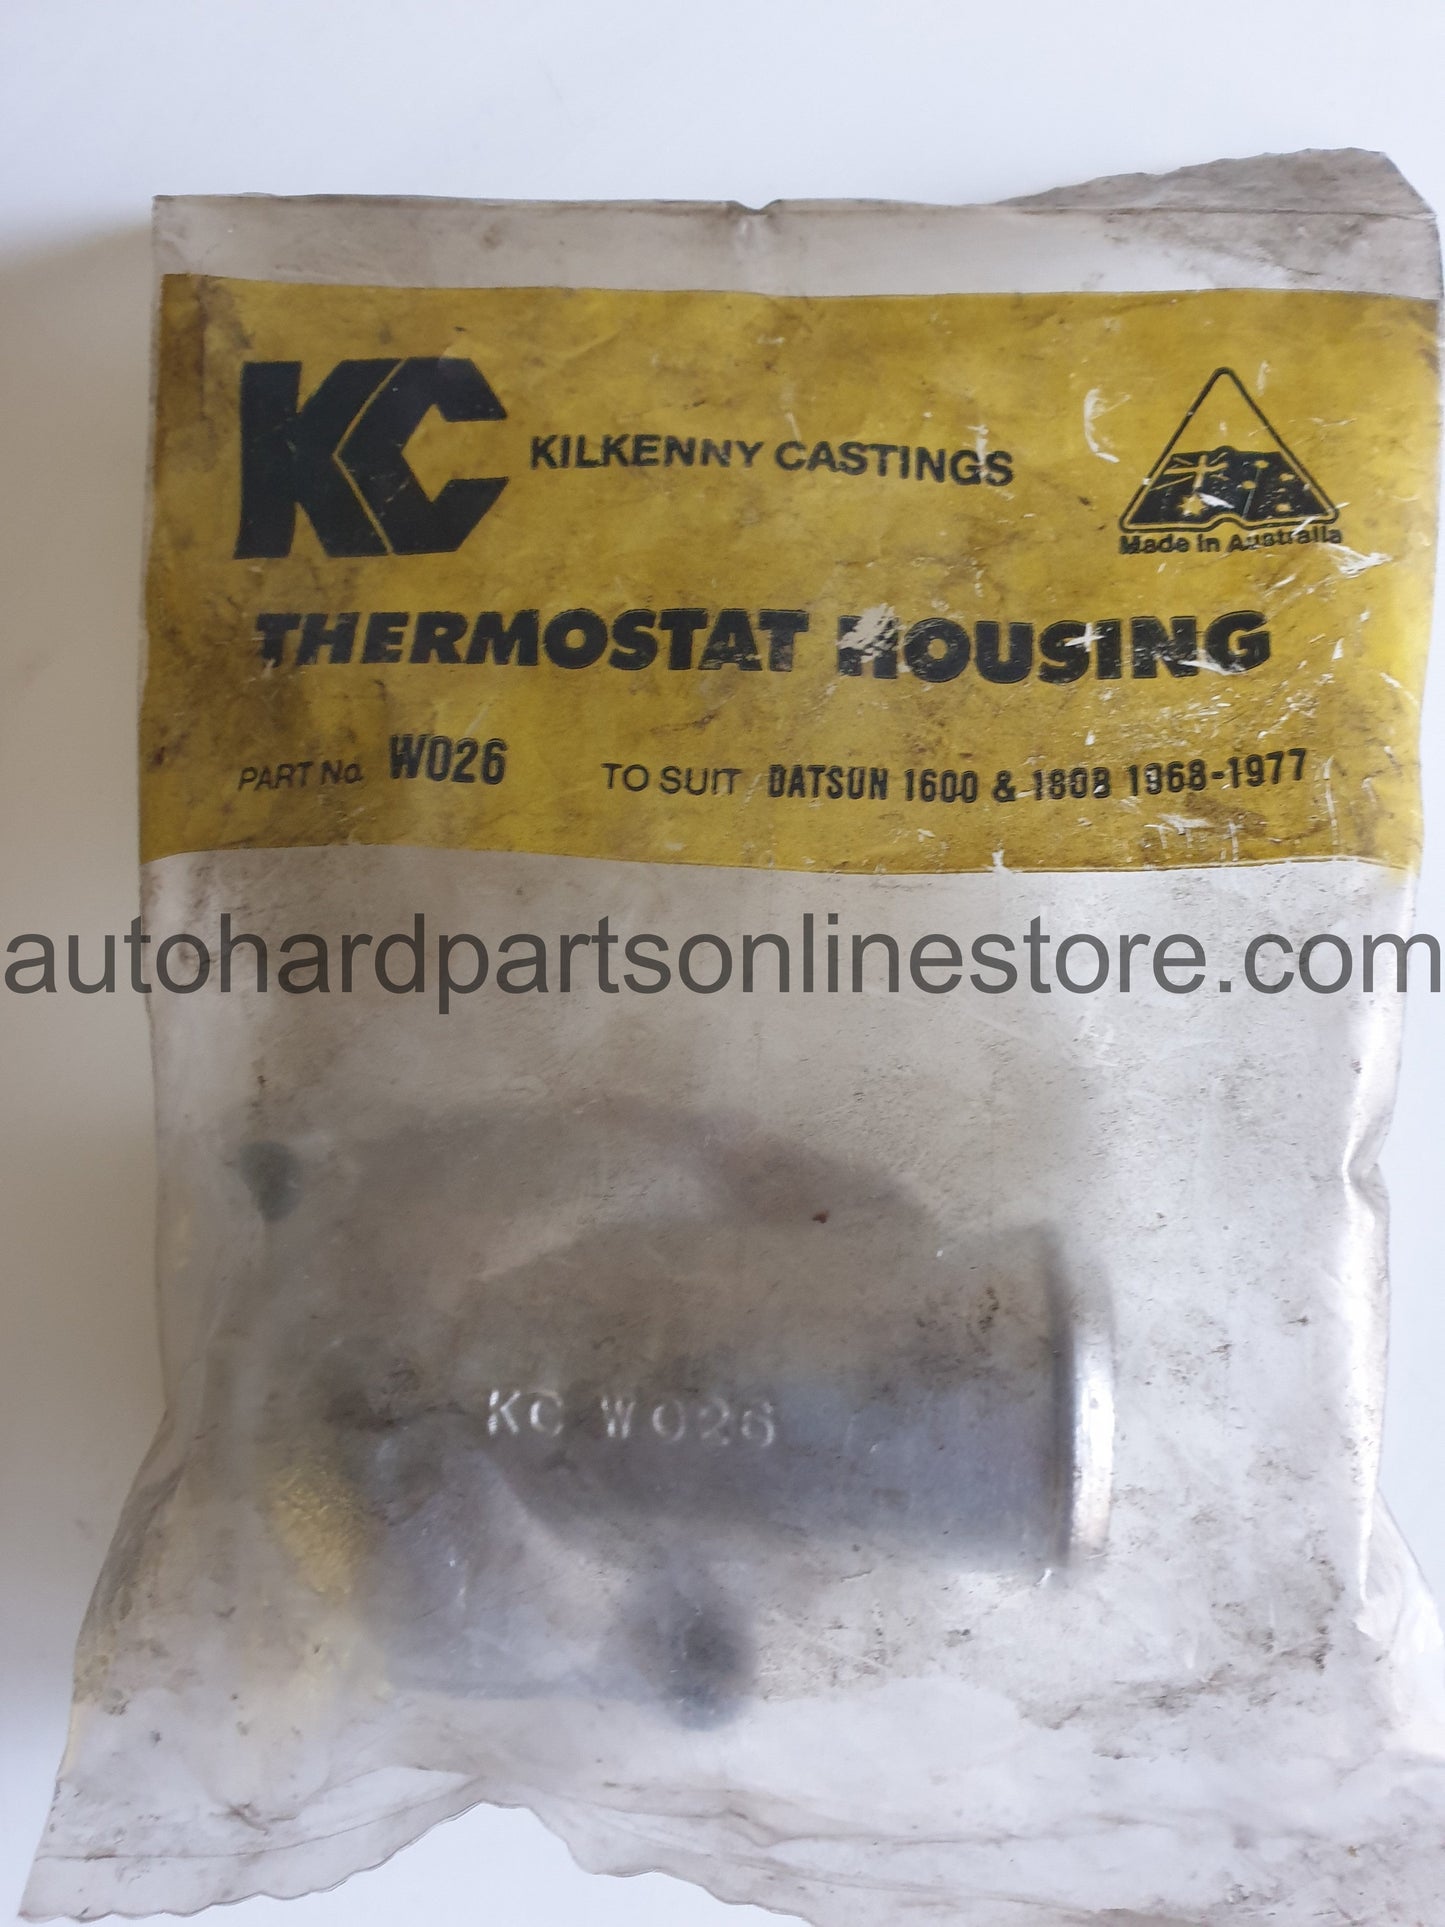 KC KILKENNY CASTINGS
Made in Australia
THERMOSTAT HOUSING
PART No. W026 TO SUIT DATSUN 1600 & 180B 1968-1977
autohardpartsonlinestore.com
KC W026